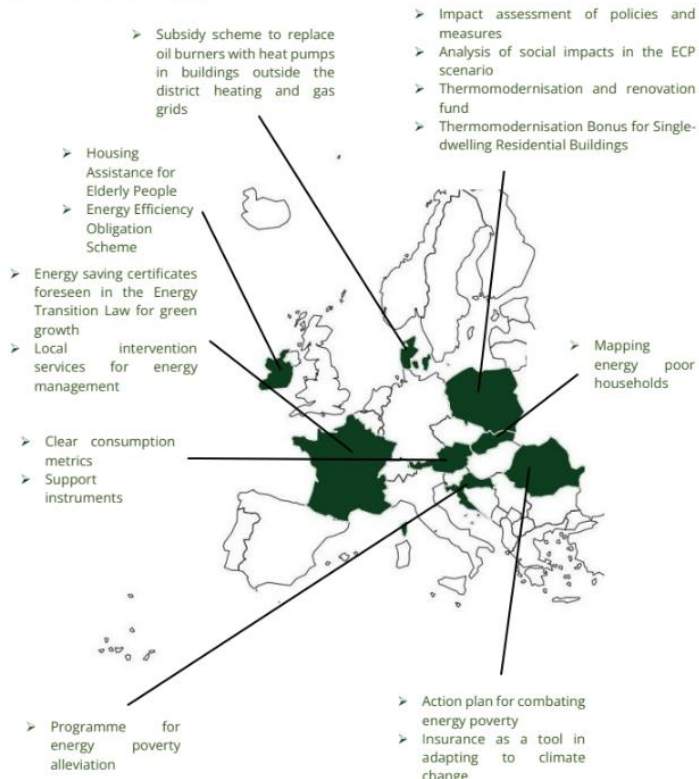 ➢ Subsidy scheme to replace
oil burners with heat pumps
in buildings outside the
district heating and gas
grids
➢ Impact assessment of policies and
measures
➢ Analysis of social impacts in the ECP
scenario
➢ Thermomodernisation and renovation
fund
➢ Thermomodernisation Bonus for Single-
dwelling Residential Buildings
➢ Housing
Assistance for
Elderly People
➢ Energy Efficiency
Obligation
Scheme
➢ Energy saving certificates
foreseen in the Energy
Transition Law for green
growth
➢ Local intervention
services for energy
management
➢ Mapping
energy poor
households
➢ Clear consumption
metrics
➢ Support
instruments
➢ Programme for
energy poverty
alleviation
➢ Action plan for combating
energy poverty
➢ Insurance as a tool in
adapting to climate
change